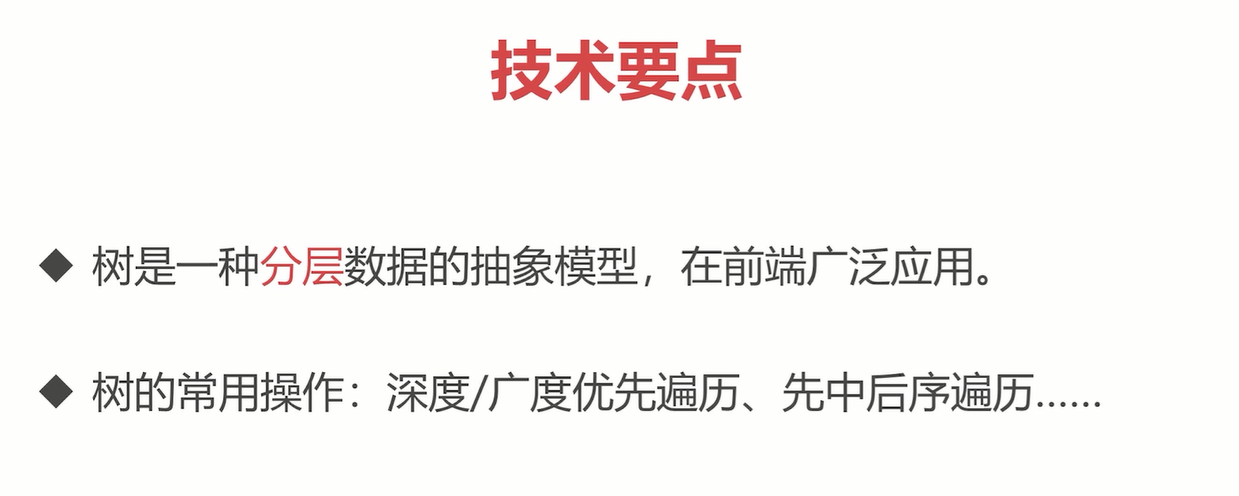 技术要点
◆ 树是一种分层数据的抽象模型，在前端广泛应用。
◆ 树的常用操作：深度/广度优先遍历、先中后序遍历......